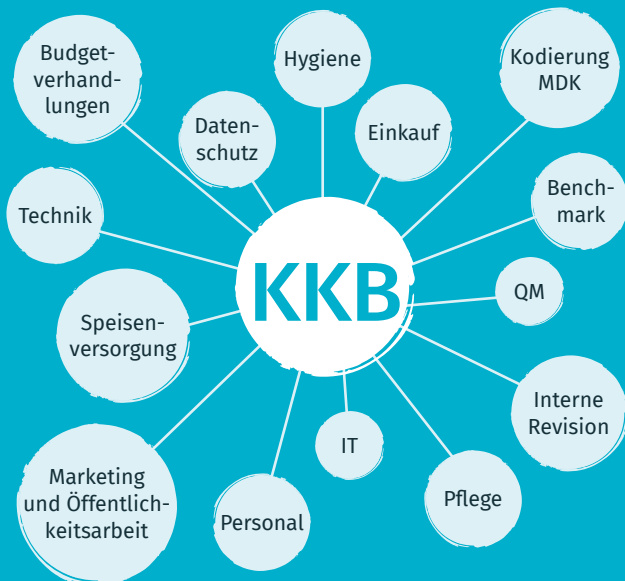 Budget-
verhand-
lungen
Hygiene
Kodierung
MDK
Daten-
schutz
Einkauf
Technik
Bench-
mark
KKB
QM
Speisen-
versorgung
Interne
Revision
IT
Marketing
und Öffentlich-
keitsarbeit
Personal
Pflege